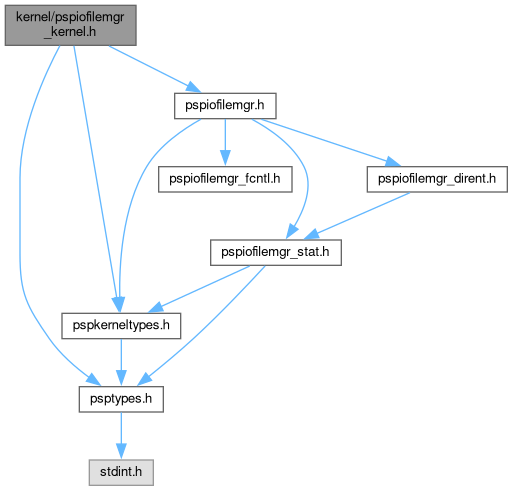 kernel/pspiofilemgr
_kernel.h
pspiofilemgr.h
pspiofilemgr_fcntl.h
pspiofilemgr_dirent.h
pspiofilemgr_stat.h
pspkerneltypes.h
psptypes.h
stdint.h